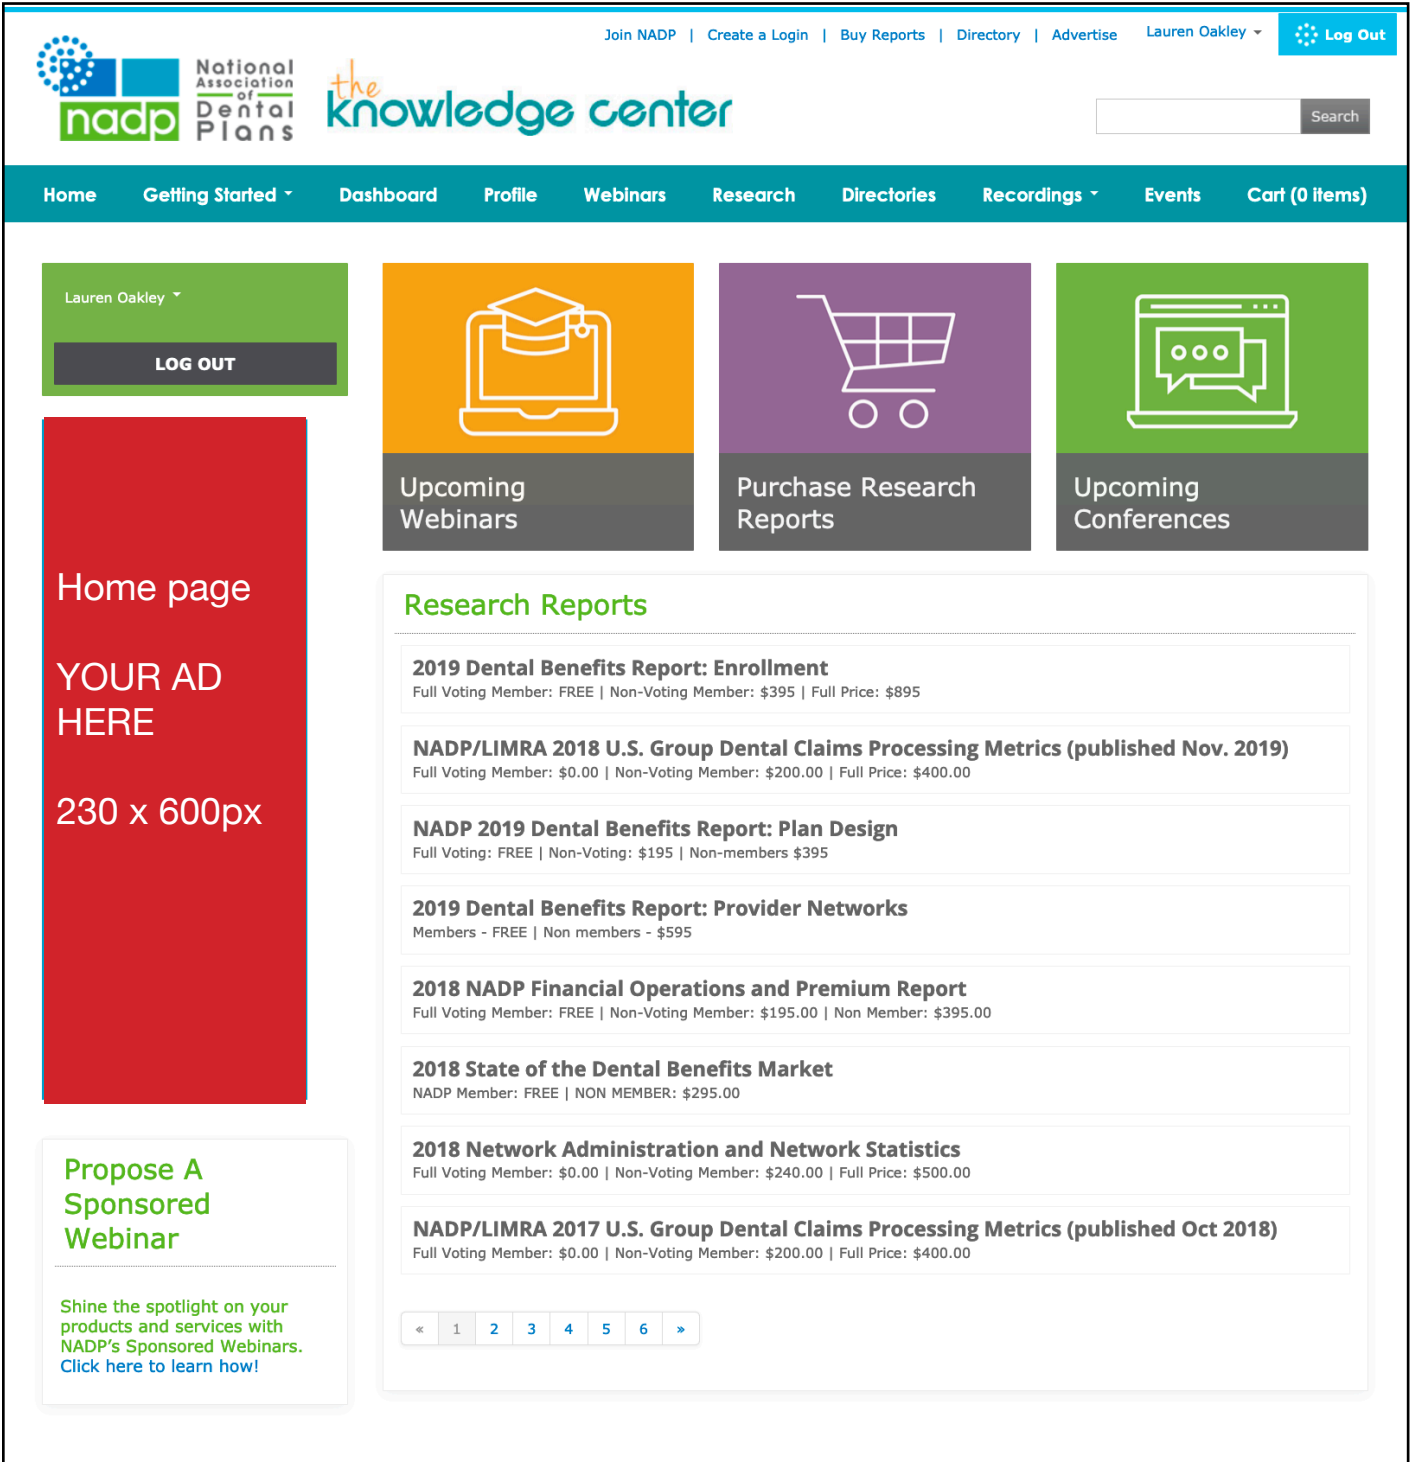 Join NADP | Create a Login | Buy Reports | Directory | Advertise
Lauren Oakley
Log Out
nadp
National
Association
of
Dental
Plans
the
knowledge center
Search
Home Getting Started Dashboard Profile Webinars Research Directories Recordings Events Cart (0 items)
Lauren Oakley
LOG OUT
Home page
YOUR AD
HERE
230 x 600px
Propose A
Sponsored
Webinar
Shine the spotlight on your
products and services with
NADP's Sponsored Webinars.
Click here to learn how!
Upcoming
Webinars
Purchase Research
Reports
Upcoming
Conferences
Research Reports
2019 Dental Benefits Report: Enrollment
Full Voting Member: FREE | Non-Voting Member: $395 | Full Price: $895
NADP/LIMRA 2018 U.S. Group Dental Claims Processing Metrics (published Nov. 2019)
Full Voting Member: $0.00 | Non-Voting Member: $200.00 | Full Price: $400.00
NADP 2019 Dental Benefits Report: Plan Design
Full Voting: FREE | Non-Voting: $195 | Non-members $395
2019 Dental Benefits Report: Provider Networks
Members - FREE | Non members - $595
2018 NADP Financial Operations and Premium Report
Full Voting Member: FREE | Non-Voting Member: $195.00 | Non Member: $395.00
2018 State of the Dental Benefits Market
NADP Member: FREE | NON MEMBER: $295.00
2018 Network Administration and Network Statistics
Full Voting Member: $0.00 | Non-Voting Member: $240.00 | Full Price: $500.00
NADP/LIMRA 2017 U.S. Group Dental Claims Processing Metrics (published Oct 2018)
Full Voting Member: $0.00 | Non-Voting Member: $200.00 | Full Price: $400.00
« 1 2 3 4 5 6 »